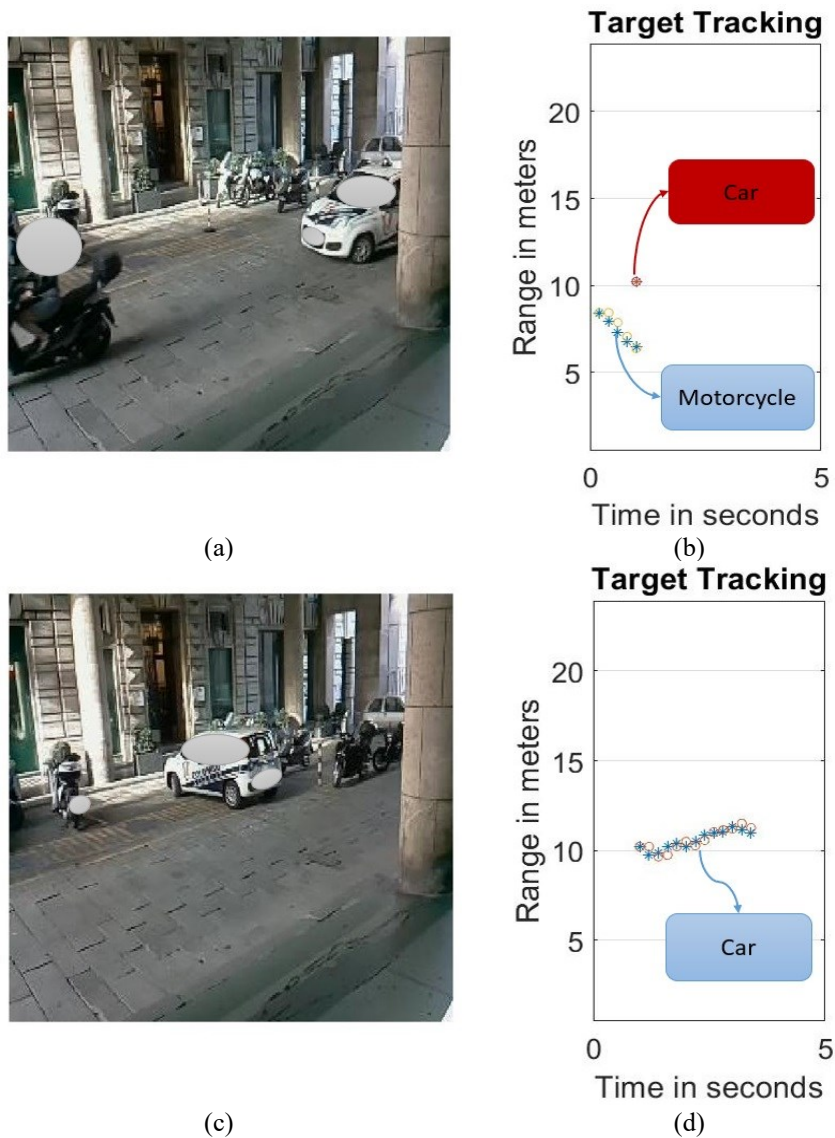 Target Tracking
20
15
10
5
Range in meters
Car
Motorcycle
0
5
Time in seconds
(a)
(b)
Target Tracking
20
15
10
5
Range in meters
Car
0
5
Time in seconds
(c)
(d)